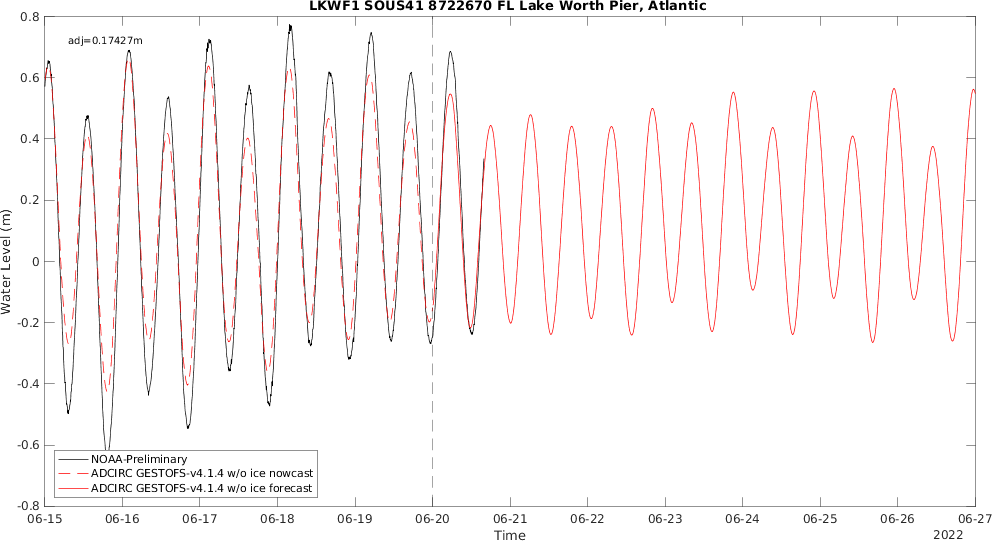 LKWF1 SOUS41 8722670 FL Lake Worth Pier, Atlantic
adj=0.17427m
Water Level (m)
0.8
0.6
0.4
0.2
0
-0.2
-0.4
-0.6
-0.8
NOAA-Preliminary
ADCIRC GESTOFS-v4.1.4 w/o ice nowcast
ADCIRC GESTOFS-v4.1.4 w/o ice forecast
06-15 06-16 06-17 06-18 06-19 06-20 06-21 06-22 06-23 06-24 06-25 06-26 06-27
Time
2022